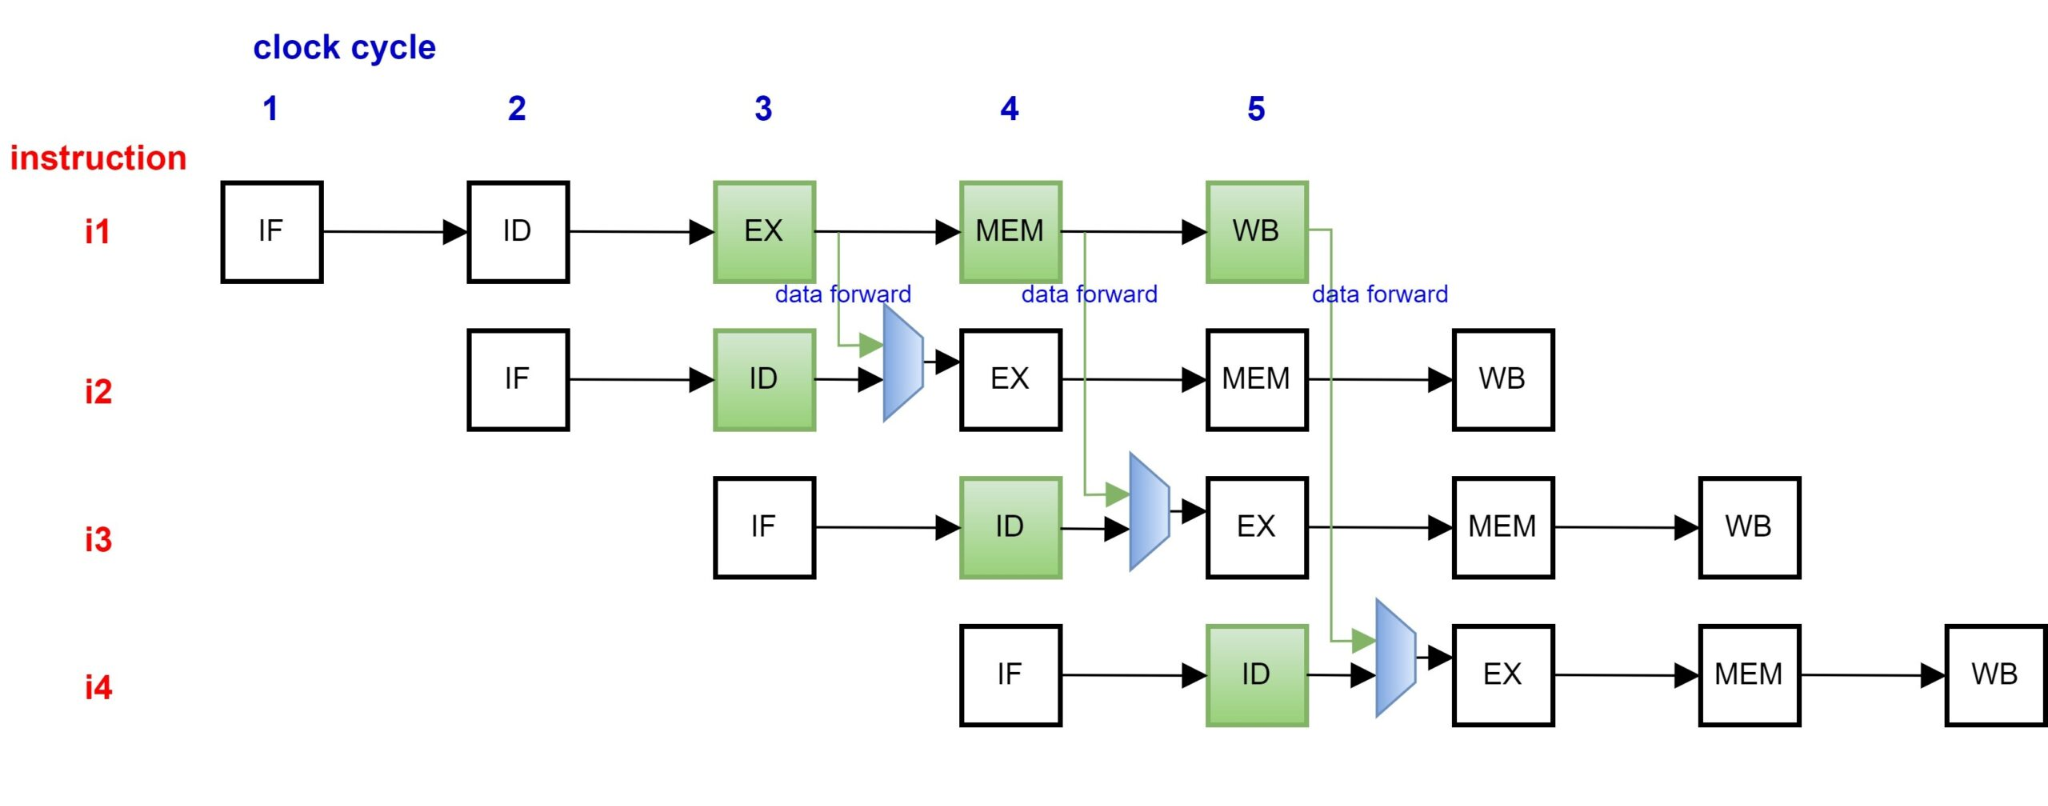 clock cycle
1 2 3 4 5
instruction
i1 IF ID EX MEM WB
data forward data forward data forward
i2 IF ID EX MEM WB
i3 IF ID EX MEM WB
i4 IF ID EX MEM WB